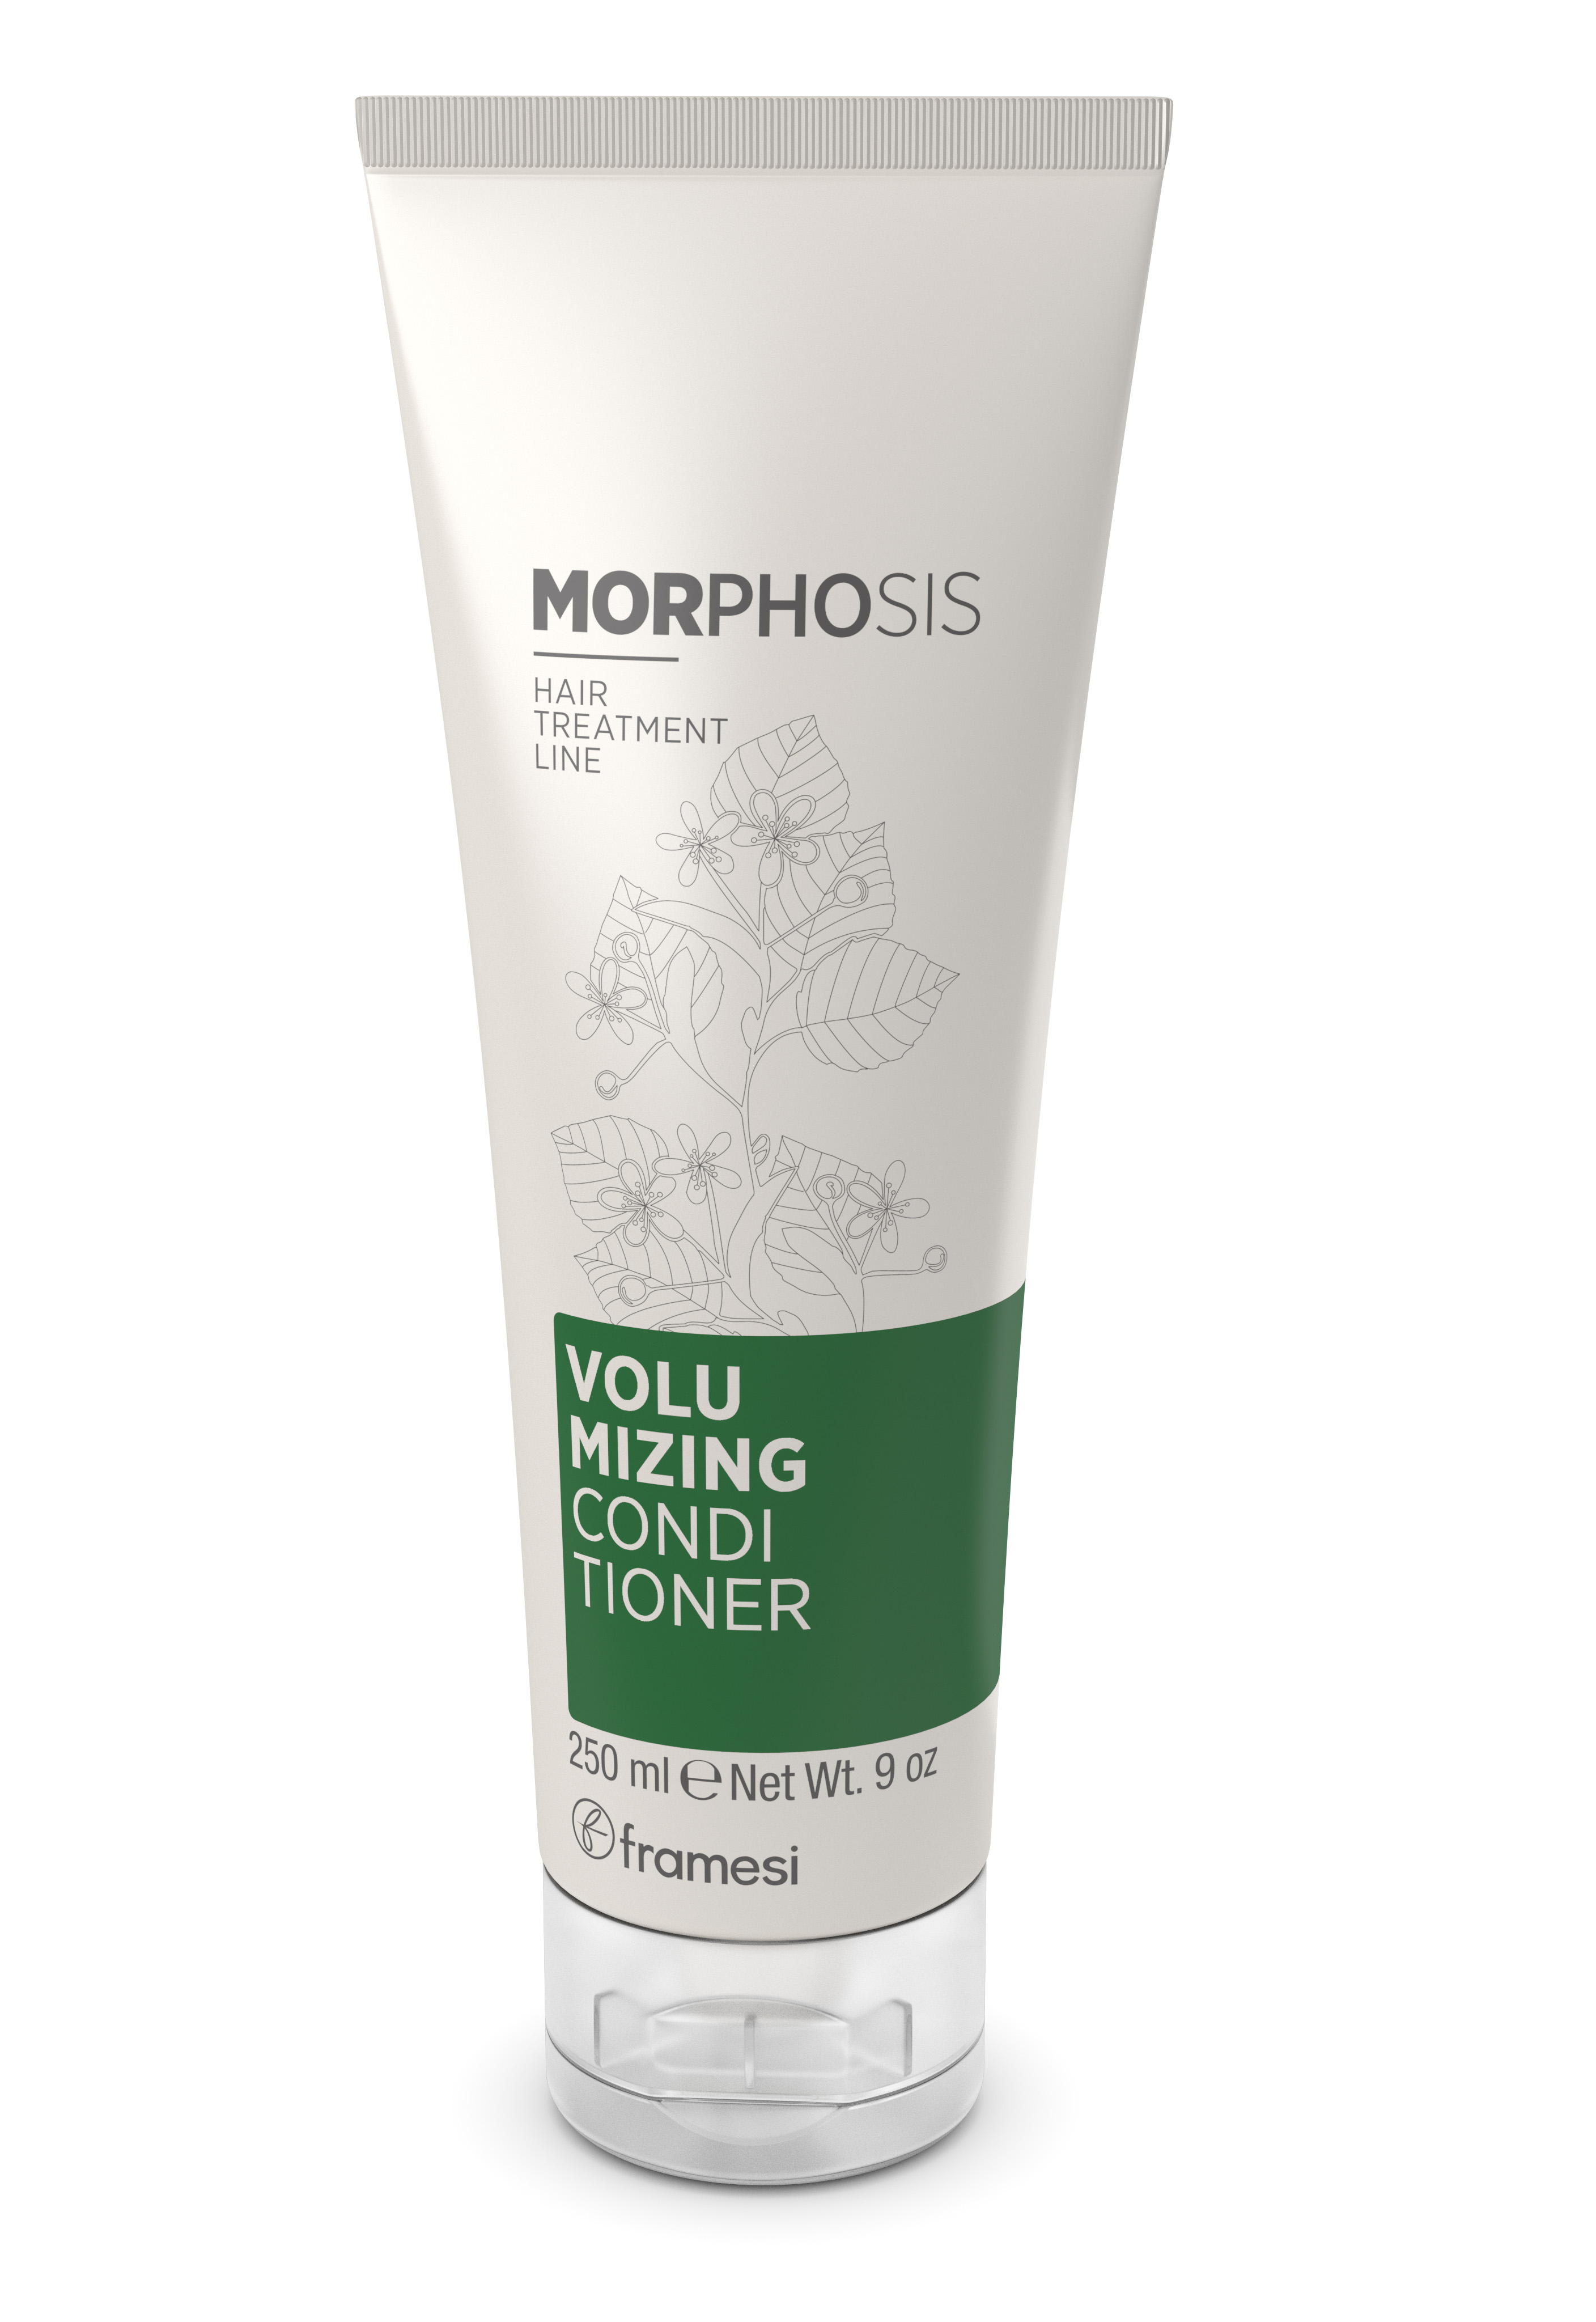 MORPHOSIS
HAIR
TREATMENT
LINE
VOLU
MIZING
CONDI
TIONER
250 ml ℮ Net Wt. 9 oz
framesi